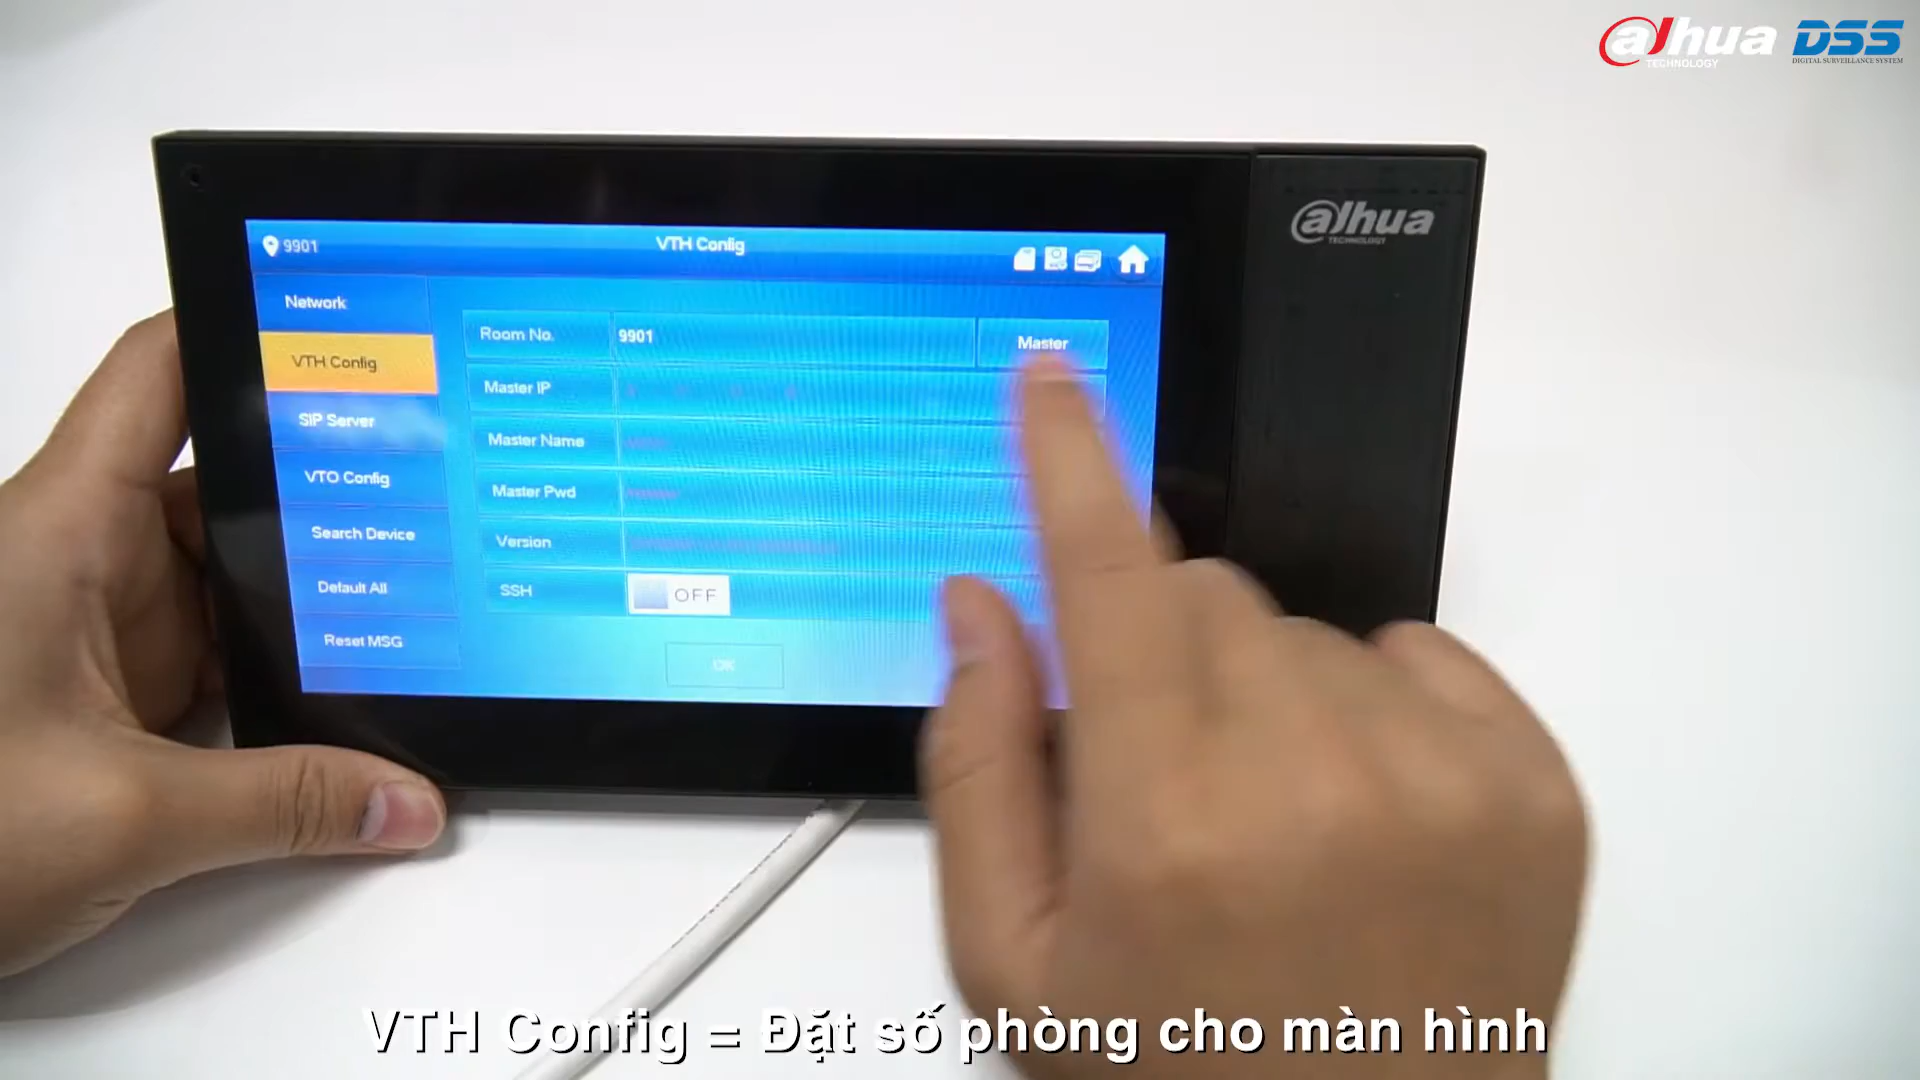 alhua DSS
TECHNOLOGY DIGITAL SURVEILLANCE SYSTEM
alhua
TECHNOLOGY
9901 VTH Config
Network
VTH Config
SIP Server
VTO Config
Search Device
Default All
Reset MSG
Room No. 9901 Master
Master IP
Master Name
Master Pwd
Version
SSH OFF
OK
VTH Config = Đặt số phòng cho màn hình